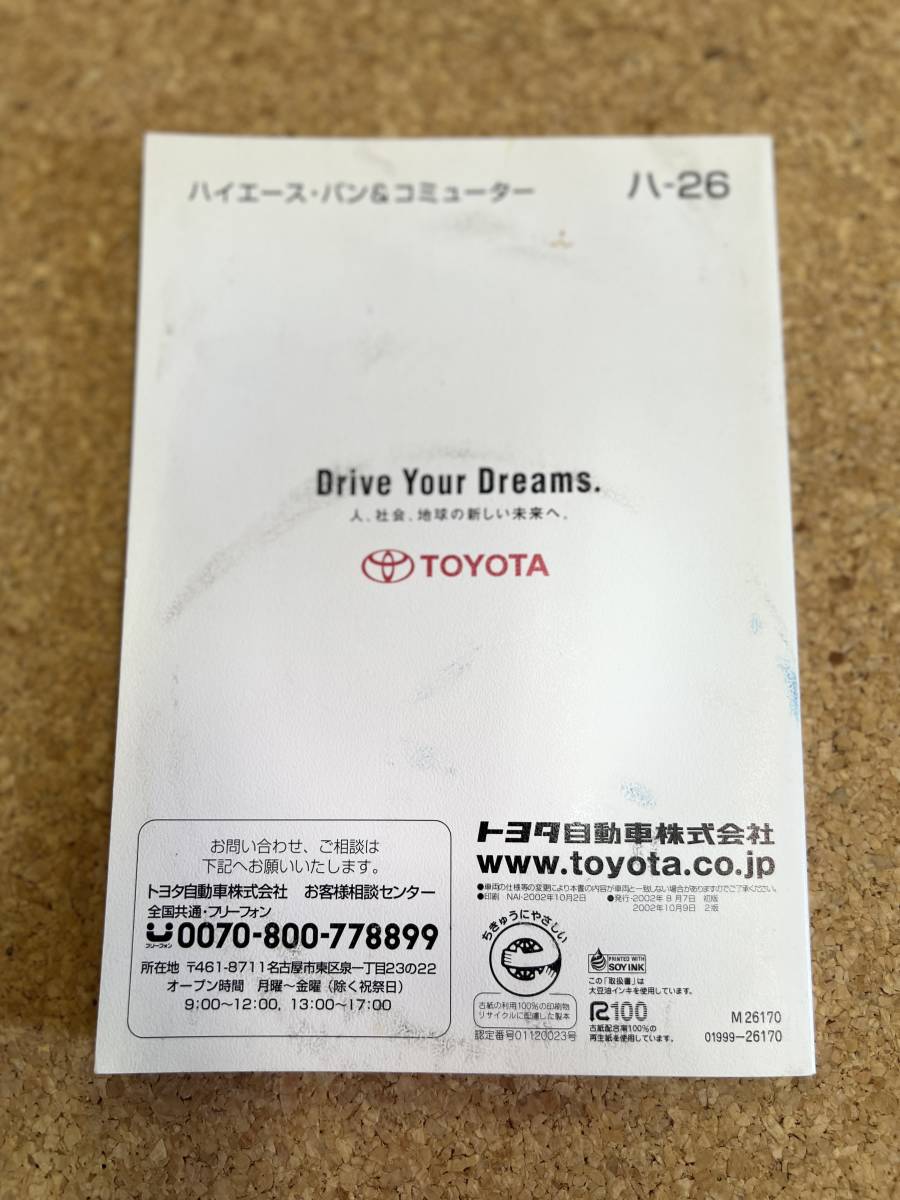 ハイエース・バン&コミューター ハ-26
Drive Your Dreams.
人、社会、地球の新しい未来へ。
TOYOTA
お問い合わせ、ご相談は
下記へお願いいたします。
トヨタ自動車株式会社 お客様相談センター
全国共通・フリーフォン
フリーフォン 0070-800-778899
所在地 〒461-8711名古屋市東区泉一丁目23の22
オープン時間 月曜〜金曜(除く祝祭日)
9:00〜12:00, 13:00〜17:00
トヨタ自動車株式会社
www.toyota.co.jp
●車両の仕様等の変更により本書の内容が車両と一致しない場合がありますのでご了承ください。
●印刷 NAI-2002年10月2日 ●発行-2002年 8月7日 初版
2002年10月9日 2版
ちきゅうにやさしい
古紙の利用100%の印刷物
リサイクルに配慮した製本
認定番号01120023号
PRINTED WITH
SOY INK
この「取扱書」は
大豆油インキを使用しています。
R100
古紙配合率100%の
再生紙を使用しています。
M 26170
01999-26170